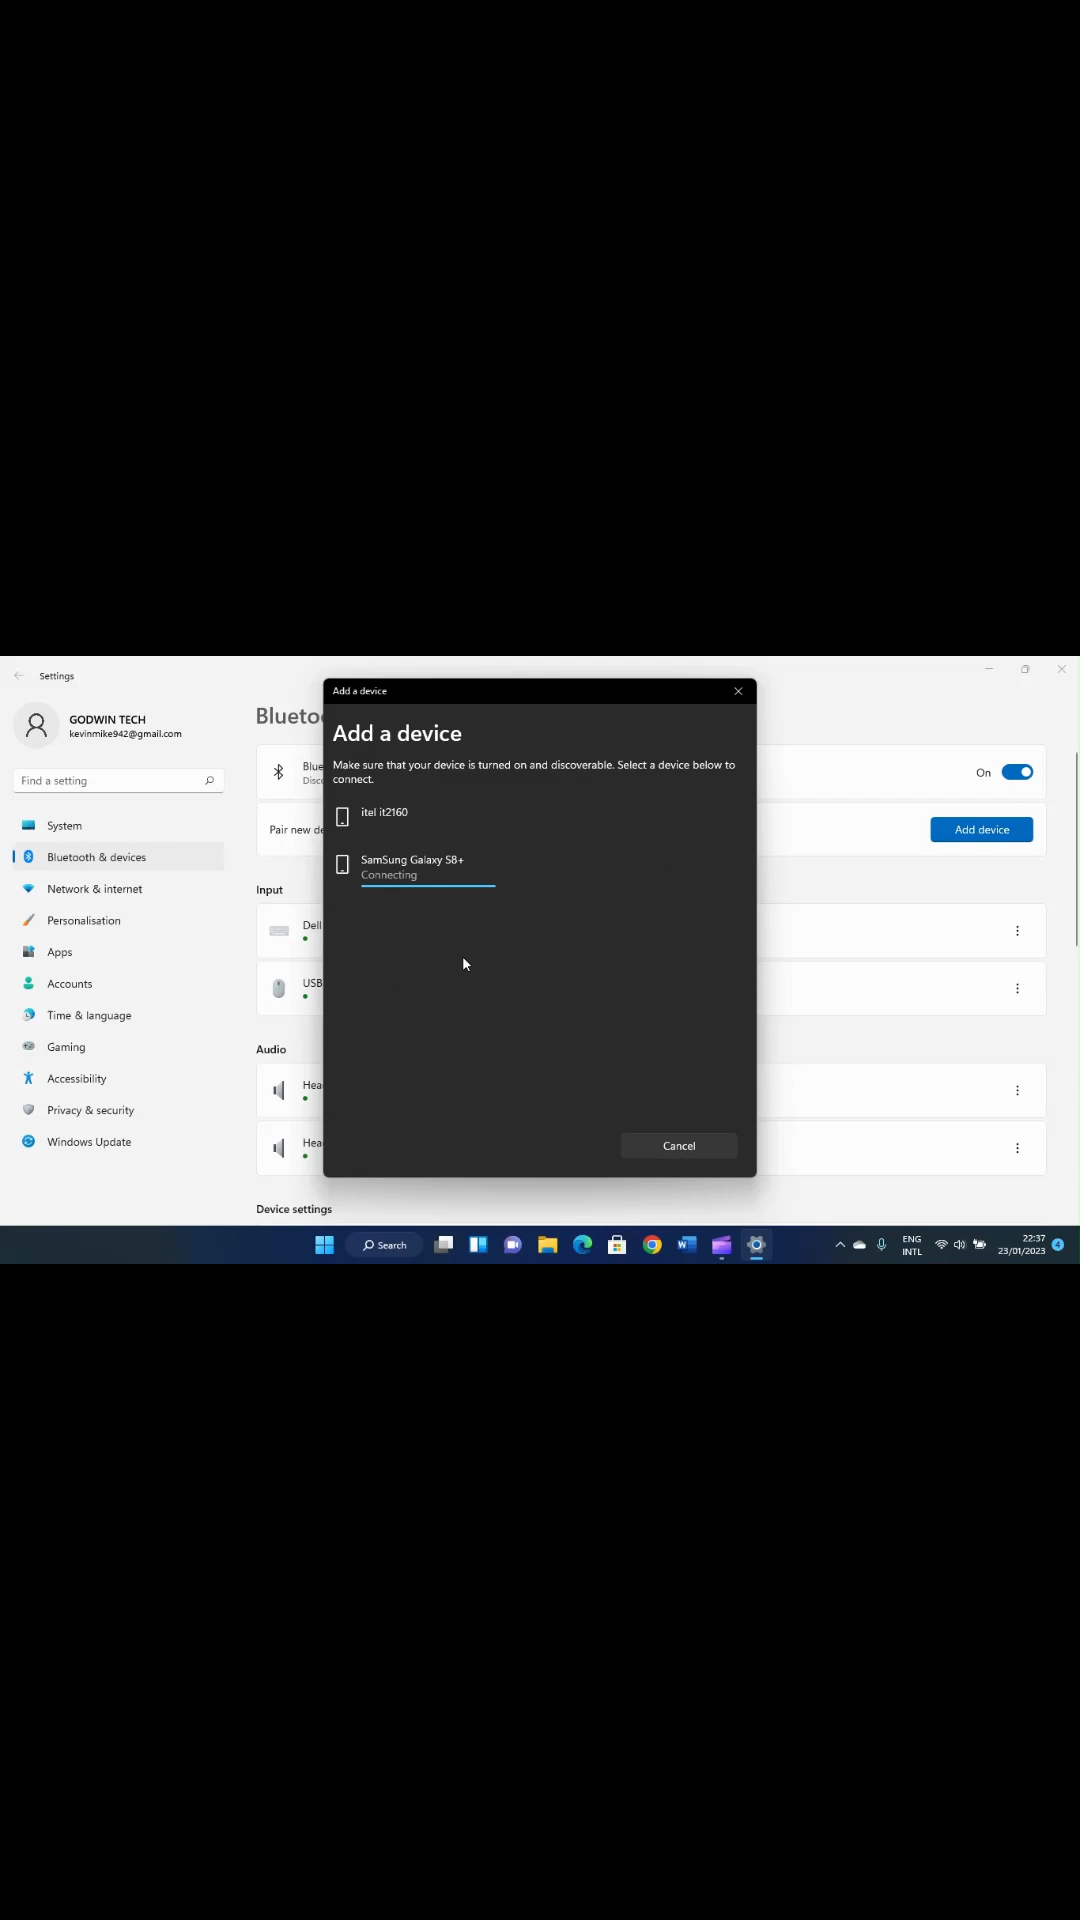 Settings
GODWIN TECH
kevinmike942@gmail.com
Find a setting
System
Bluetooth & devices
Network & internet
Personalisation
Apps
Accounts
Time & language
Gaming
Accessibility
Privacy & security
Windows Update
Add a device
Add a device
Make sure that your device is turned on and discoverable. Select a device below to
connect.
itel it2160
SamSung Galaxy S8+
Connecting
Cancel
Blueto
Blue
Disco
On
Pair new de
Add device
Input
Dell
USB
Audio
Hea
Hea
Device settings
Search
ENG
INTL
22:37
23/01/2023
4